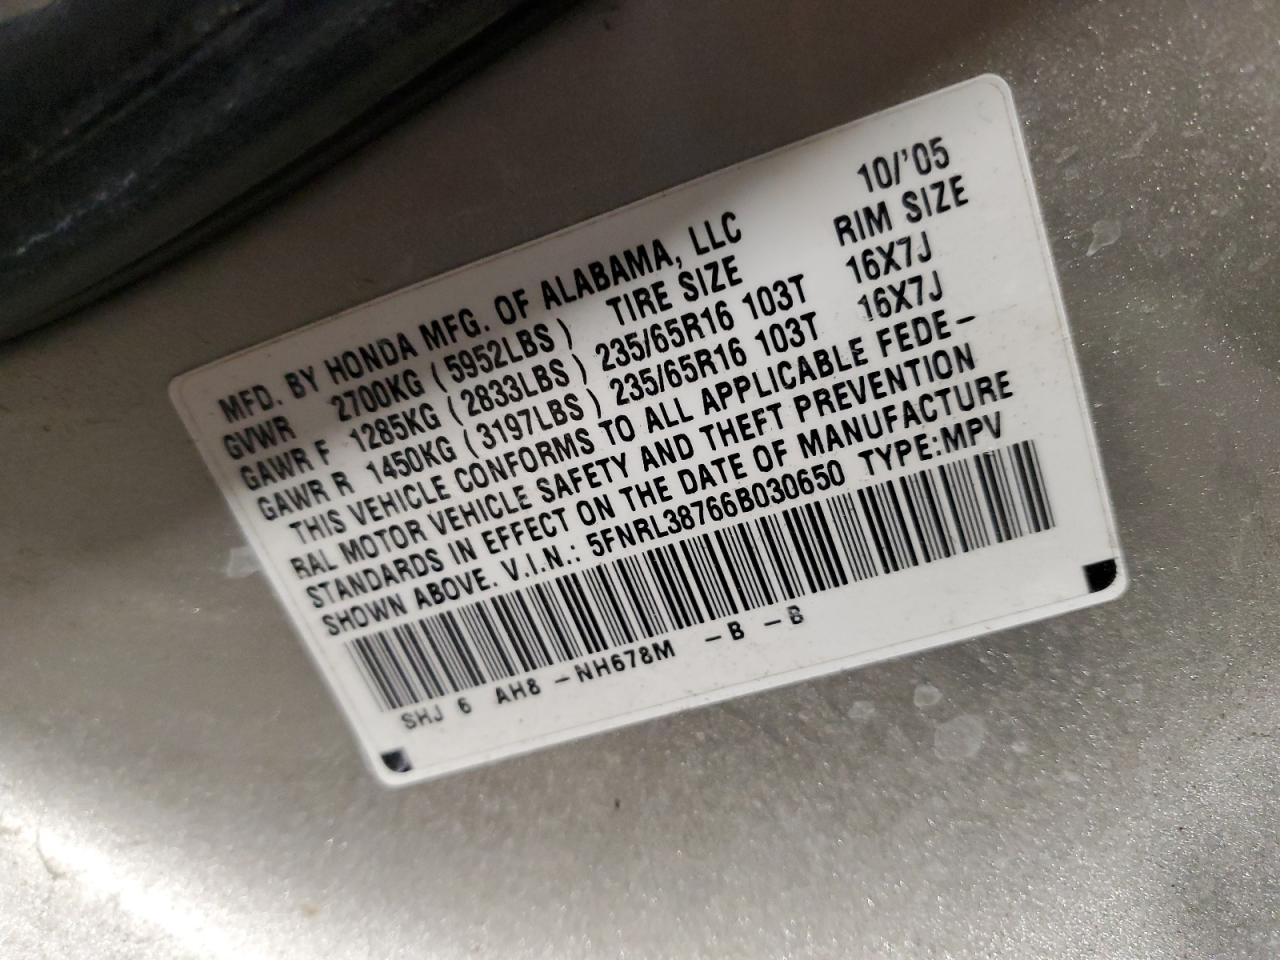 MFD. BY HONDA MFG. OF ALABAMA, LLC 10/'05
GVWR 2700KG (5952LBS) TIRE SIZE RIM SIZE
GAWR F 1285KG (2833LBS) 235/65R16 103T 16X7J
GAWR R 1450KG (3197LBS) 235/65R16 103T 16X7J
THIS VEHICLE CONFORMS TO ALL APPLICABLE FEDE-
RAL MOTOR VEHICLE SAFETY AND THEFT PREVENTION
STANDARDS IN EFFECT ON THE DATE OF MANUFACTURE
SHOWN ABOVE. V.I.N.: 5FNRL38766B030650 TYPE:MPV
SHJ 6 AH8 -NH678M -B -B